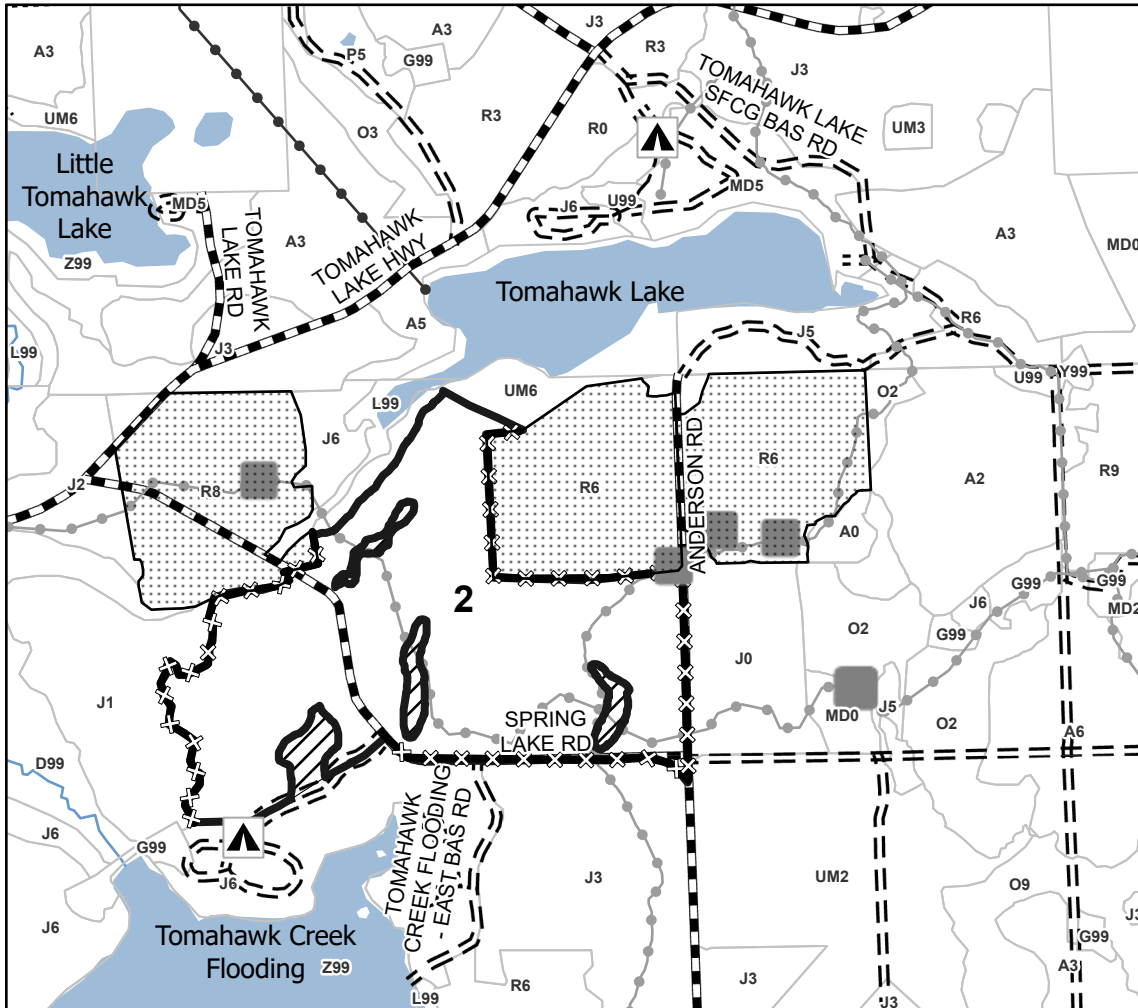 A3
P5
A3
G99
J3
R3
J3
TOMAHAWK LAKE
SFCG BAS RD
UM6
O3
R3
R0
UM3
Little
Tomahawk
Lake
MD5
MD5
J6
U99
A3
MD0
TOMAHAWK
LAKE RD
A3
TOMAHAWK
LAKE HWY
Z99
Tomahawk Lake
A5
R6
J5
L99
J3
U99
Y99
L99
UM6
O2
J6
R6
A2
R9
J2
R8
R6
ANDERSON RD
A0
2
G99
G99
J6
MD2
O2
G99
J1
J0
MD0
J5
O2
SPRING
LAKE RD
A6
D99
TOMAHAWK
CREEK FLOODING
- EAST BAS RD
J6
G99
J6
J3
UM2
O9
J6
G99
Tomahawk Creek
Flooding
Z99
A3
L99
R6
J3
J3